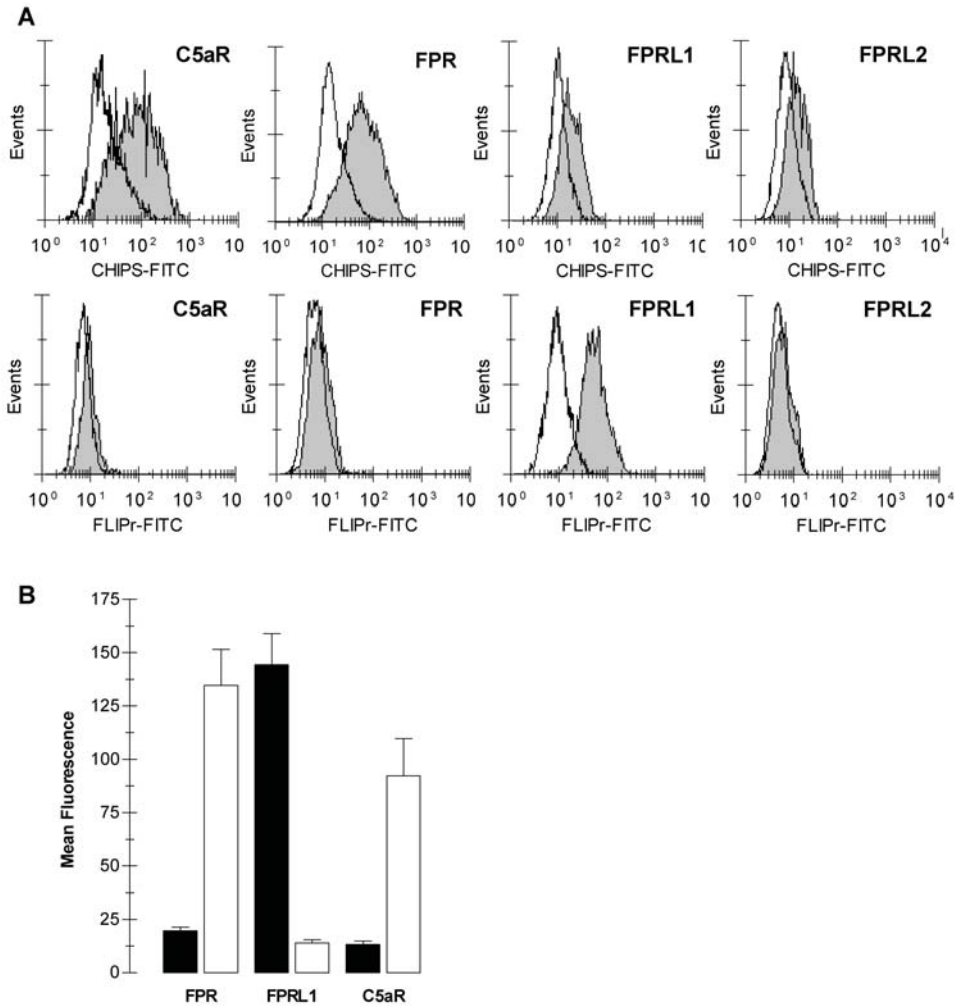 A
C5aR
Events
10⁰ 10¹ 10² 10³ 10
CHIPS-FITC
FPR
Events
10⁰ 10¹ 10² 10³ 10
CHIPS-FITC
FPRL1
Events
10⁰ 10¹ 10² 10³ 10
CHIPS-FITC
FPRL2
Events
10⁰ 10¹ 10² 10³ 10
CHIPS-FITC
C5aR
Events
10⁰ 10¹ 10² 10³ 10
FLIPr-FITC
FPR
Events
10⁰ 10¹ 10² 10³ 10
FLIPr-FITC
FPRL1
Events
10⁰ 10¹ 10² 10³ 10
FLIPr-FITC
FPRL2
Events
10⁰ 10¹ 10² 10³ 10⁴
FLIPr-FITC
B
Mean Fluorescence
175
150
125
100
75
50
25
0
FPR FPRL1 C5aR